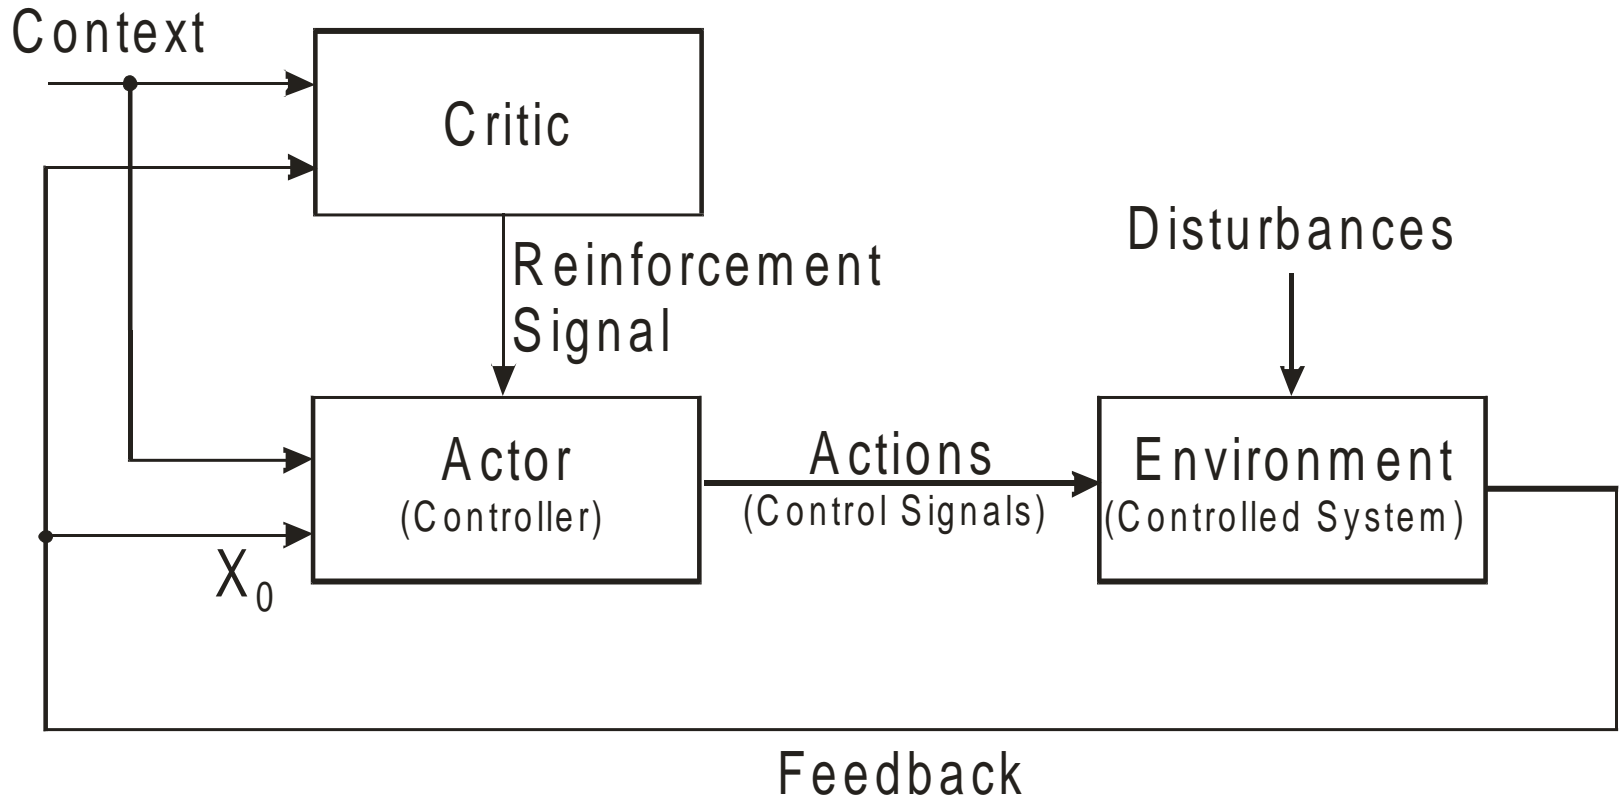 Context
Critic
Reinforcement
Signal
Disturbances
Actor
(Controller)
Actions
(Control Signals)
Environment
(Controlled System)
X₀
Feedback